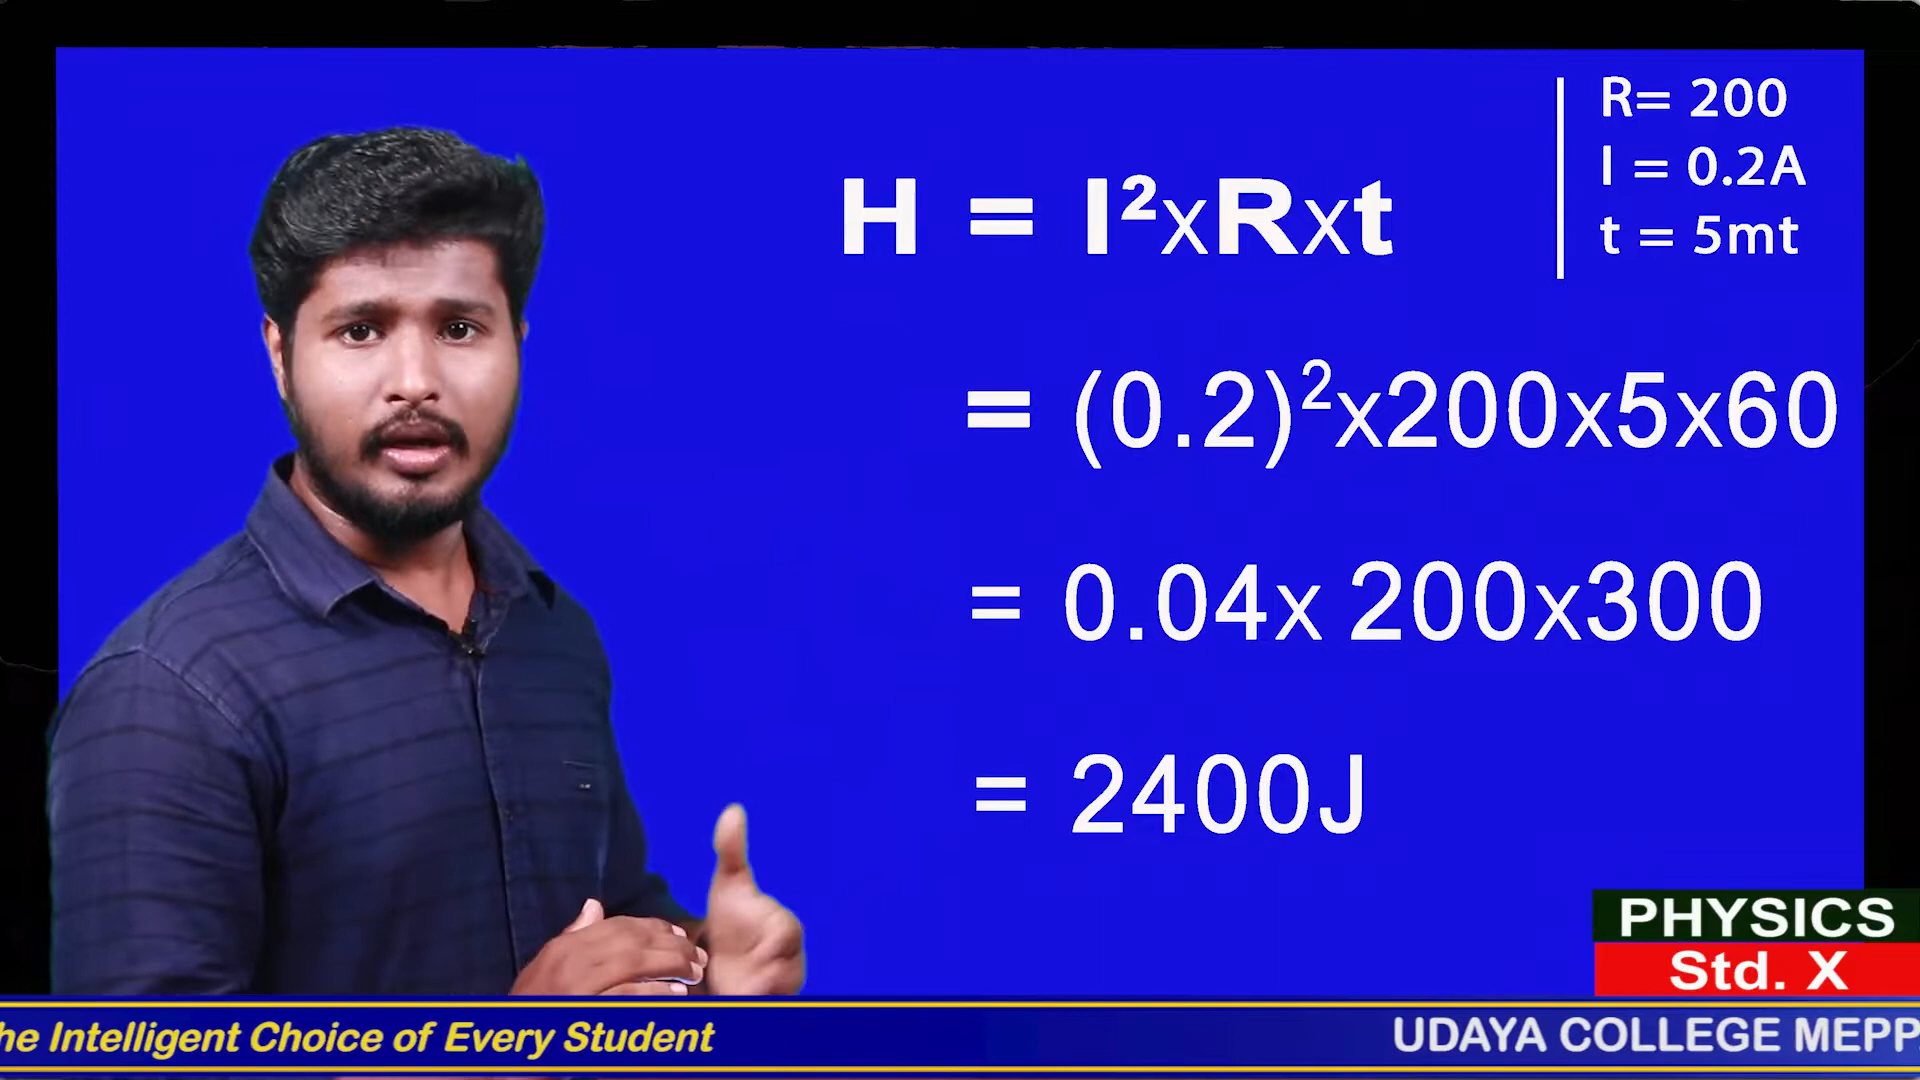 R= 200
I = 0.2A
t = 5mt
H = I²xRxt
= (0.2)²x200x5x60
= 0.04x 200x300
= 2400J
PHYSICS
Std. X
he Intelligent Choice of Every Student
UDAYA COLLEGE MEPP